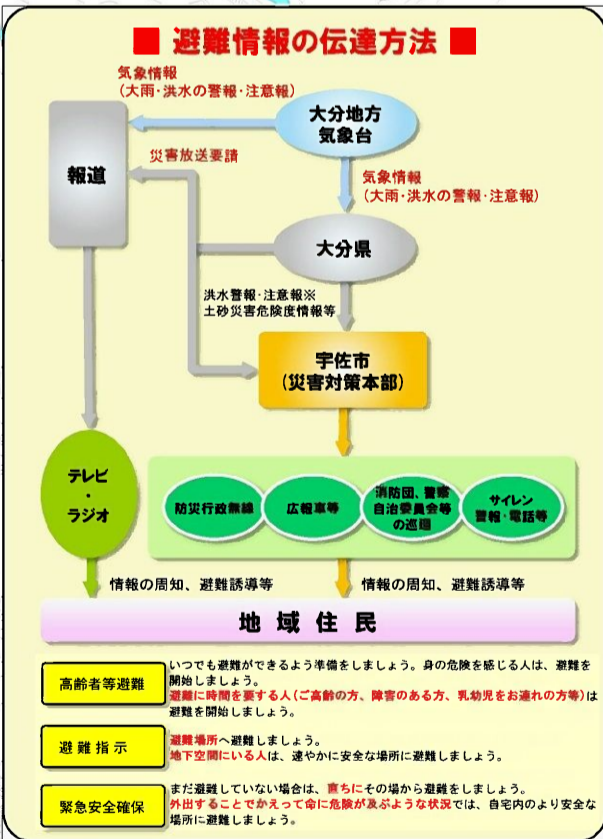 ■ 避難情報の伝達方法 ■
気象情報
(大雨・洪水の警報・注意報)
大分地方
気象台
報道
災害放送要請
気象情報
(大雨・洪水の警報・注意報)
大分県
洪水警報・注意報※
土砂災害危険度情報等
宇佐市
(災害対策本部)
テレビ
・
ラジオ
防災行政無線
広報車等
消防団、警察
自治委員会等
の巡回
サイレン
警報・電話等
情報の周知、避難誘導等
情報の周知、避難誘導等
地域住民
高齢者等避難
いつでも避難ができるよう準備をしましょう。身の危険を感じる人は、避難を
開始しましょう。
避難に時間を要する人(ご高齢の方、障害のある方、乳幼児をお連れの方等)は
避難を開始しましょう。
避難指示
避難場所へ避難しましょう。
地下空間にいる人は、速やかに安全な場所に避難しましょう。
緊急安全確保
まだ避難していない場合は、直ちにその場から避難をしましょう。
外出することでかえって命に危険が及ぶような状況では、自宅内のより安全な
場所に避難しましょう。